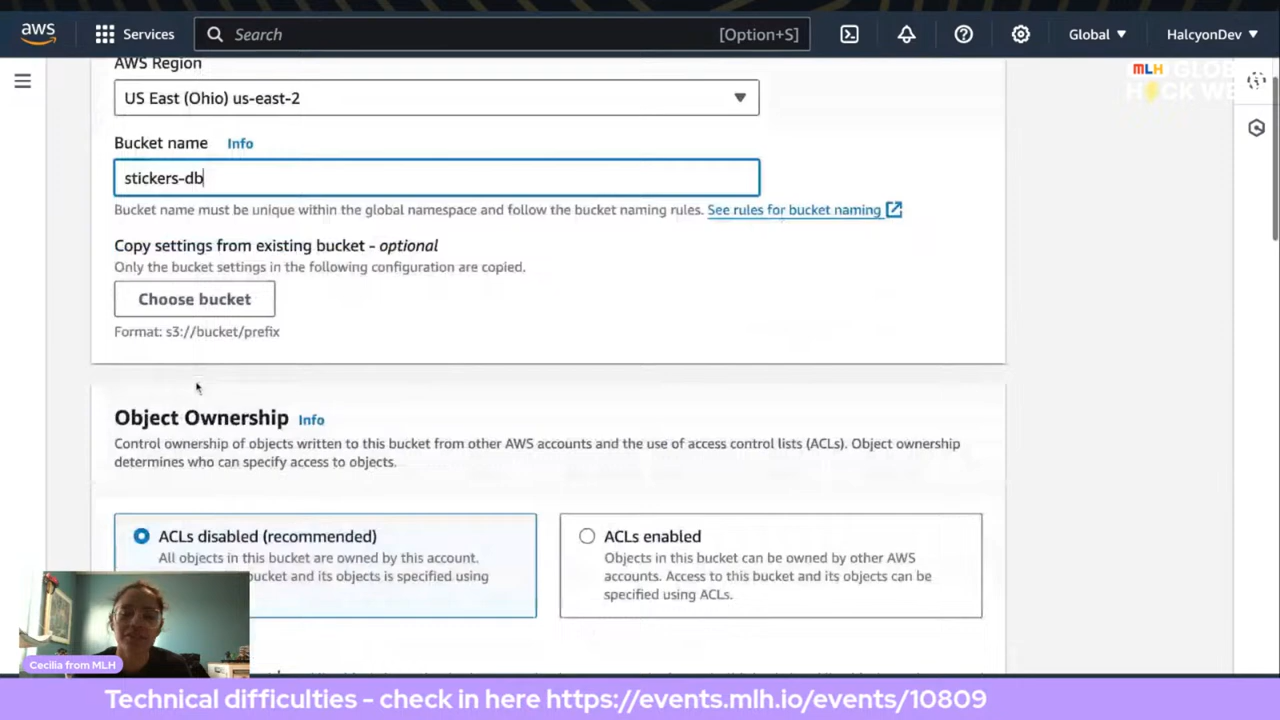 aws
Services
Search
[Option+S]
Global
HalcyonDev
MLH GLOB
HACK WE
AWS Region
US East (Ohio) us-east-2
Bucket name Info
stickers-db
Bucket name must be unique within the global namespace and follow the bucket naming rules. See rules for bucket naming
Copy settings from existing bucket - optional
Only the bucket settings in the following configuration are copied.
Choose bucket
Format: s3://bucket/prefix
Object Ownership Info
Control ownership of objects written to this bucket from other AWS accounts and the use of access control lists (ACLs). Object ownership
determines who can specify access to objects.
ACLs disabled (recommended)
All objects in this bucket are owned by this account.
bucket and its objects is specified using
ACLs enabled
Objects in this bucket can be owned by other AWS
accounts. Access to this bucket and its objects can be
specified using ACLs.
Cecilia from MLH
Technical difficulties - check in here https://events.mlh.io/events/10809